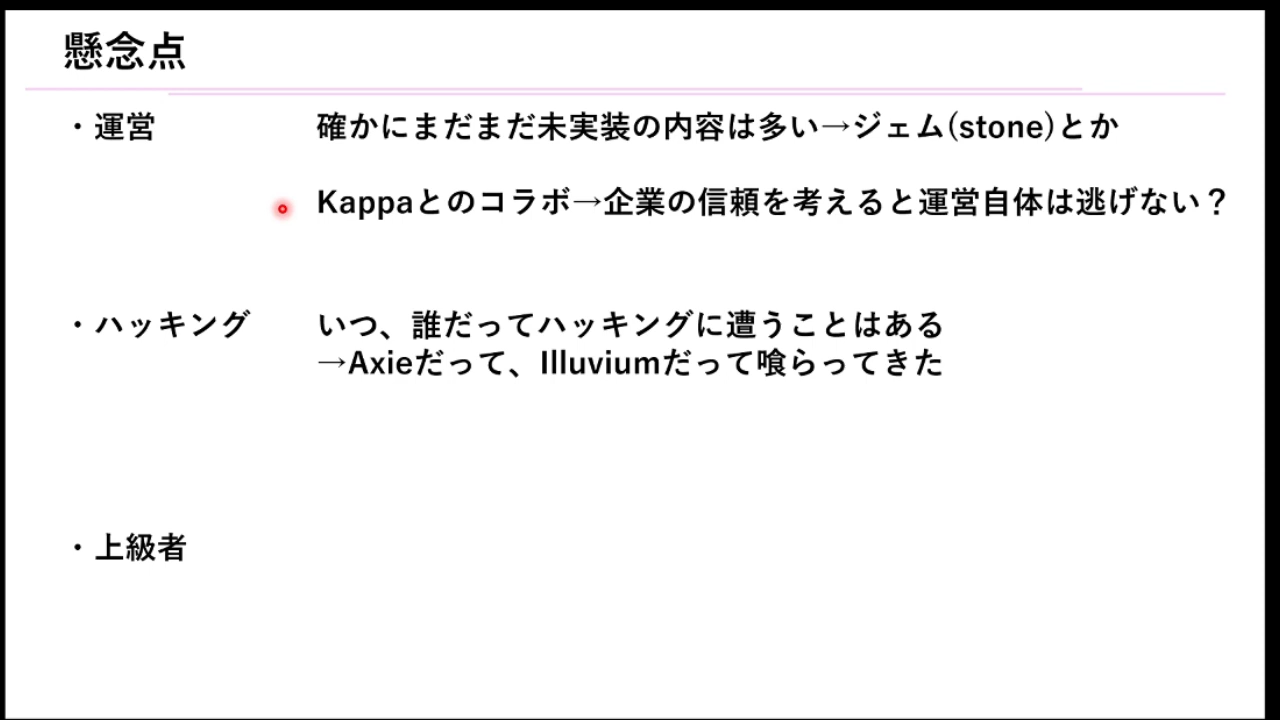 懸念点
・運営 確かにまだまだ未実装の内容は多い→ジェム(stone)とか
Kappaとのコラボ→企業の信頼を考えると運営自体は逃げない？
・ハッキング いつ、誰だってハッキングに遭うことはある
→Axieだって、Illuviumだって喰らってきた
・上級者